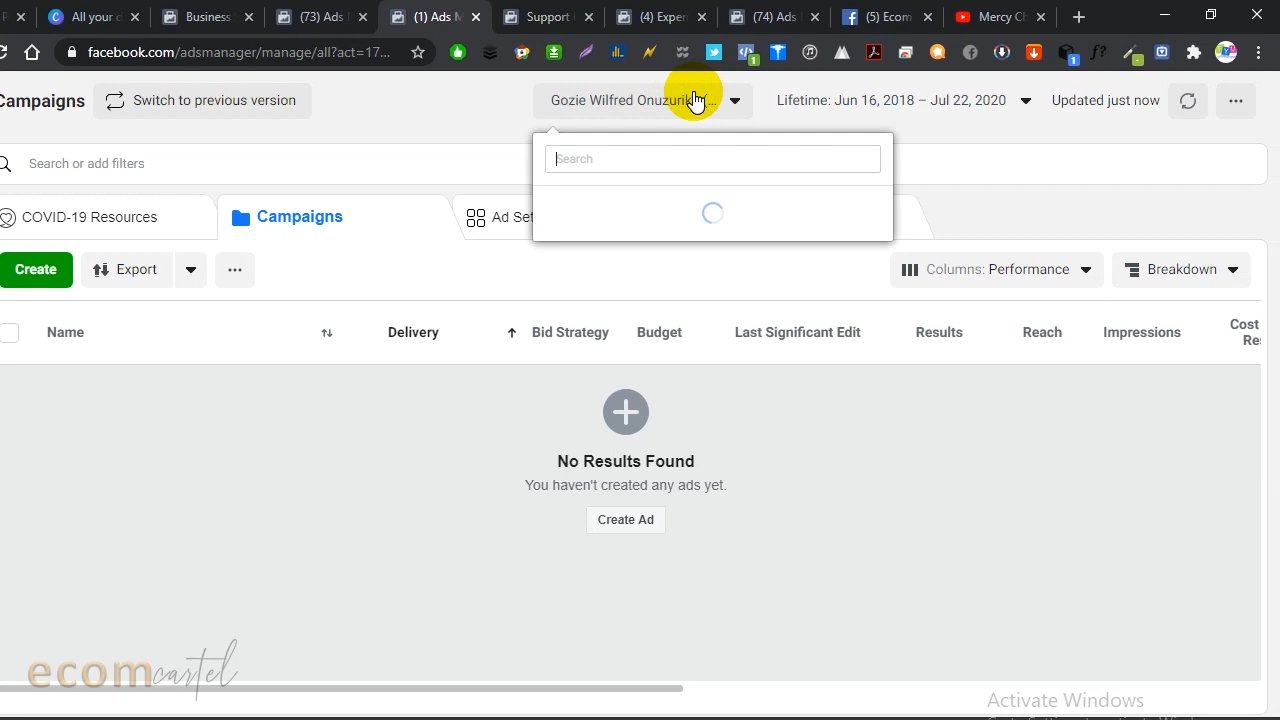 All your d
Business
(73) Ads
(1) Ads M
Support
(4) Exper
(74) Ads
(5) Ecom
Mercy Ch
facebook.com/adsmanager/manage/all?act=17...
Campaigns
Switch to previous version
Gozie Wilfred Onuzurik (...
Lifetime: Jun 16, 2018 – Jul 22, 2020
Updated just now
Search or add filters
Search
COVID-19 Resources
Campaigns
Ad Set
Create
Export
Columns: Performance
Breakdown
Name
Delivery
Bid Strategy
Budget
Last Significant Edit
Results
Reach
Impressions
Cost
Re
No Results Found
You haven't created any ads yet.
Create Ad
ecomcartel
Activate Windows